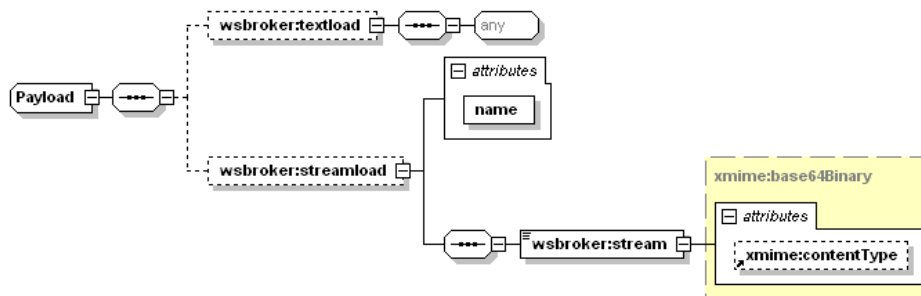 wsbroker:textload
any
attributes
name
Payload
wsbroker:streamload
xmime:base64Binary
attributes
wsbroker:stream
xmime:contentType